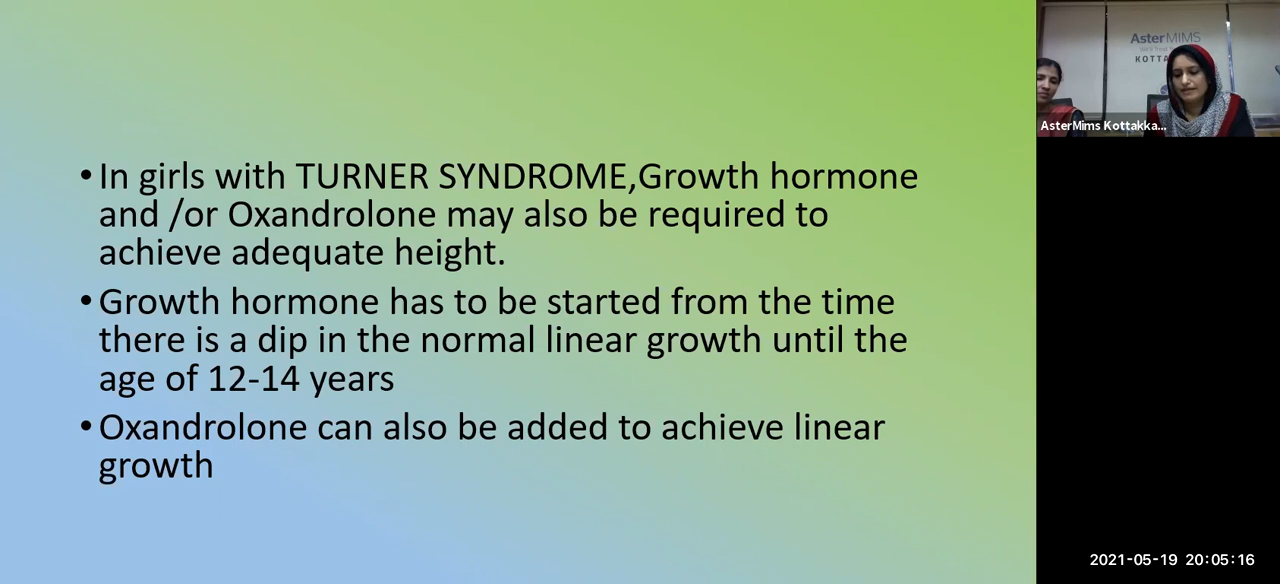 • In girls with TURNER SYNDROME,Growth hormone
and /or Oxandrolone may also be required to
achieve adequate height.
• Growth hormone has to be started from the time
there is a dip in the normal linear growth until the
age of 12-14 years
• Oxandrolone can also be added to achieve linear
growth
AsterMIMS
KOTTA
AsterMims Kottakka...
2021-05-19 20:05:16